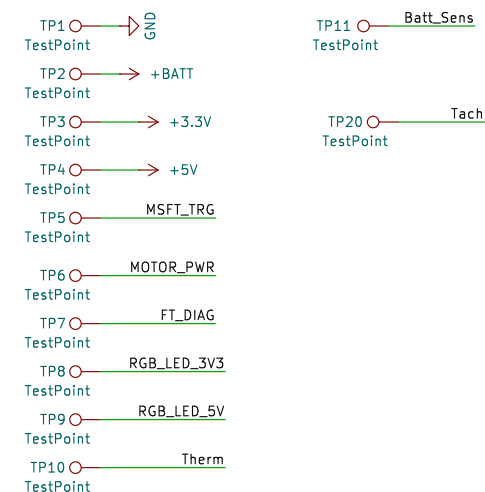 TP1 GND
TestPoint
TP2 +BATT
TestPoint
TP3 +3.3V
TestPoint
TP4 +5V
TestPoint
TP5 MSFT_TRG
TestPoint
TP6 MOTOR_PWR
TestPoint
TP7 FT_DIAG
TestPoint
TP8 RGB_LED_3V3
TestPoint
TP9 RGB_LED_5V
TestPoint
TP10 Therm
TestPoint
TP11 Batt_Sens
TestPoint
TP20 Tach
TestPoint